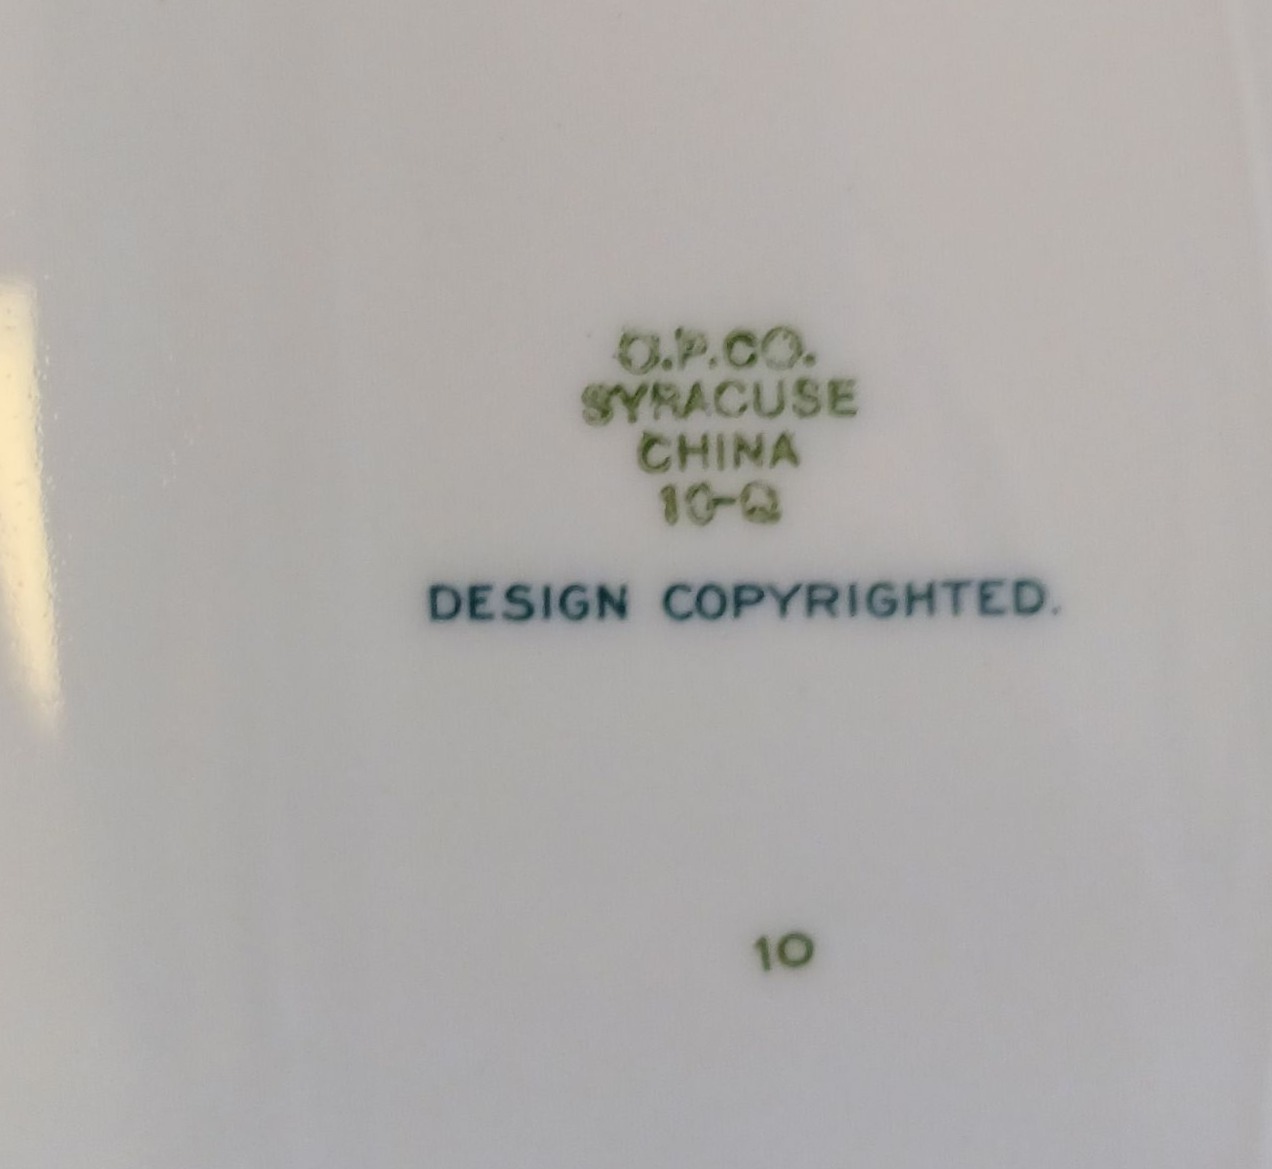 O.P.CO.
SYRACUSE
CHINA
10-Q
DESIGN COPYRIGHTED.
10